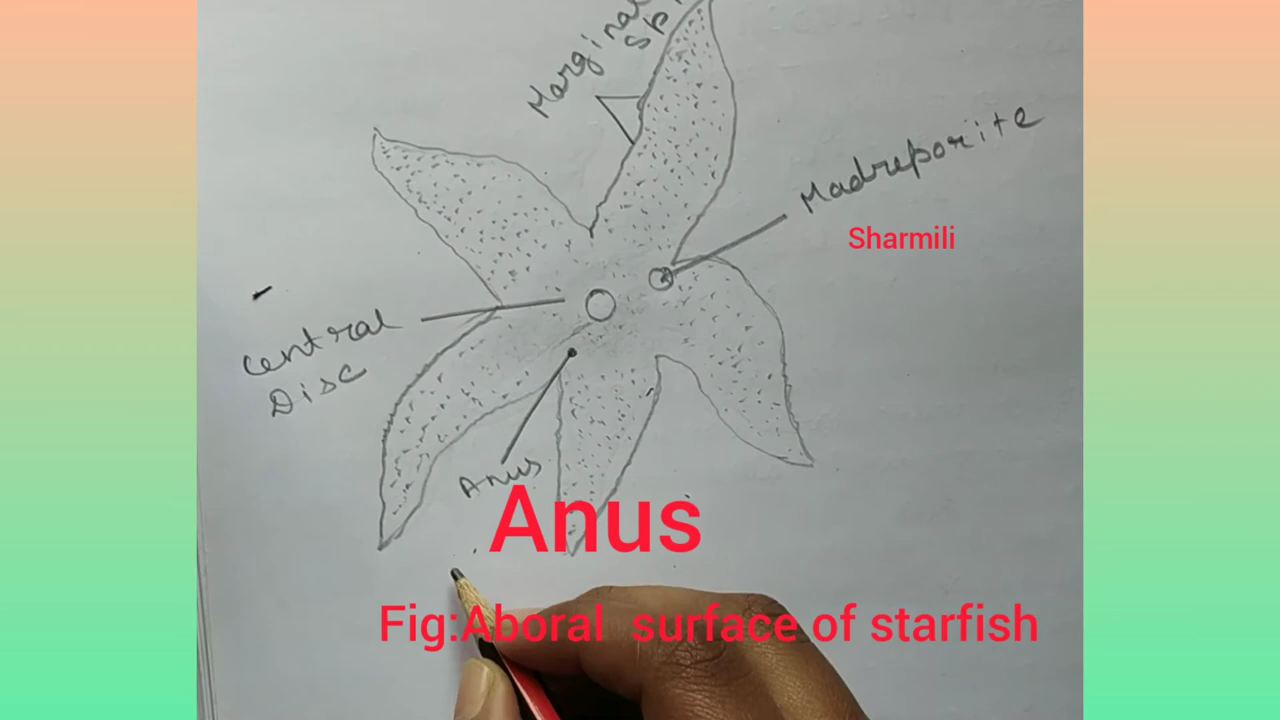 Marginal
Madreporite
Sharmili
Central
Disc
Anus
Anus
Fig:Aboral surface of starfish